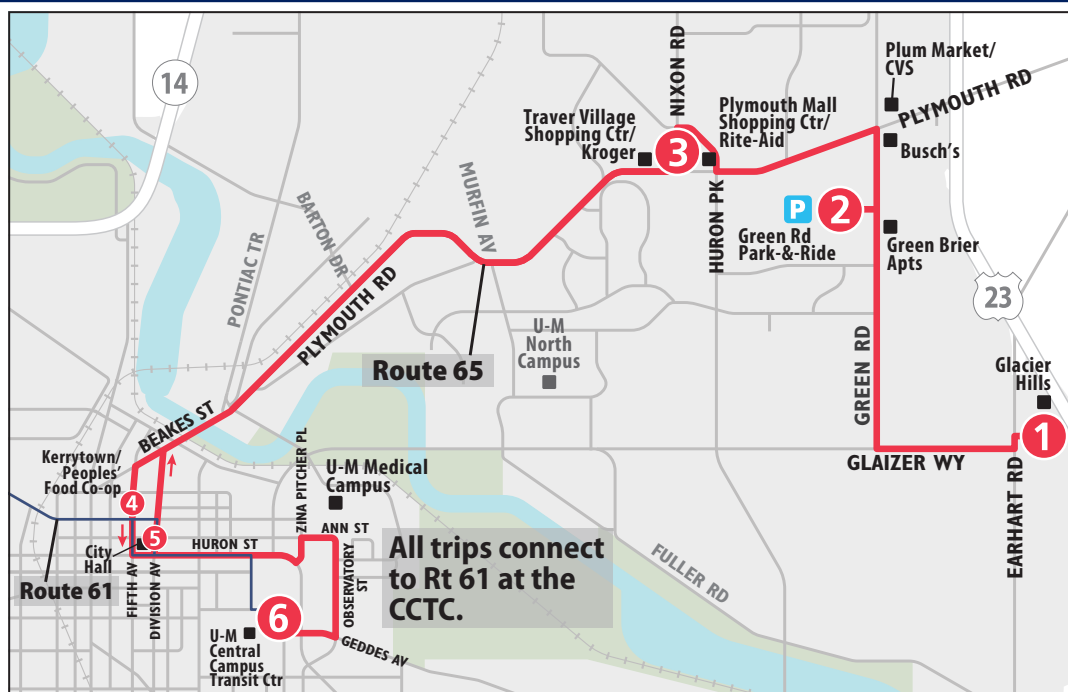 14
NIXON RD
Plum Market/
CVS
PLYMOUTH RD
Traver Village
Shopping Ctr/
Kroger
3
Plymouth Mall
Shopping Ctr/
Rite-Aid
Busch's
MURFIN AV
BARTON DR
PONTIAC TR
P
2
Green Rd
Park-&-Ride
HURON PK
Green Brier
Apts
23
PLYMOUTH RD
U-M
North
Campus
Route 65
GREEN RD
Glacier
Hills
1
BEAKES ST
GLAIZER WY
EARHART RD
Kerrytown/
Peoples'
Food Co-op
ZINA PITCHER PL
U-M Medical
Campus
4
5
ANN ST
City
Hall
HURON ST
OBSERVATORY
ST
All trips connect
to Rt 61 at the
CCTC.
FULLER RD
Route 61
FIFTH AV
DIVISION AV
6
U-M
Central
Campus
Transit Ctr
GEDDES AV